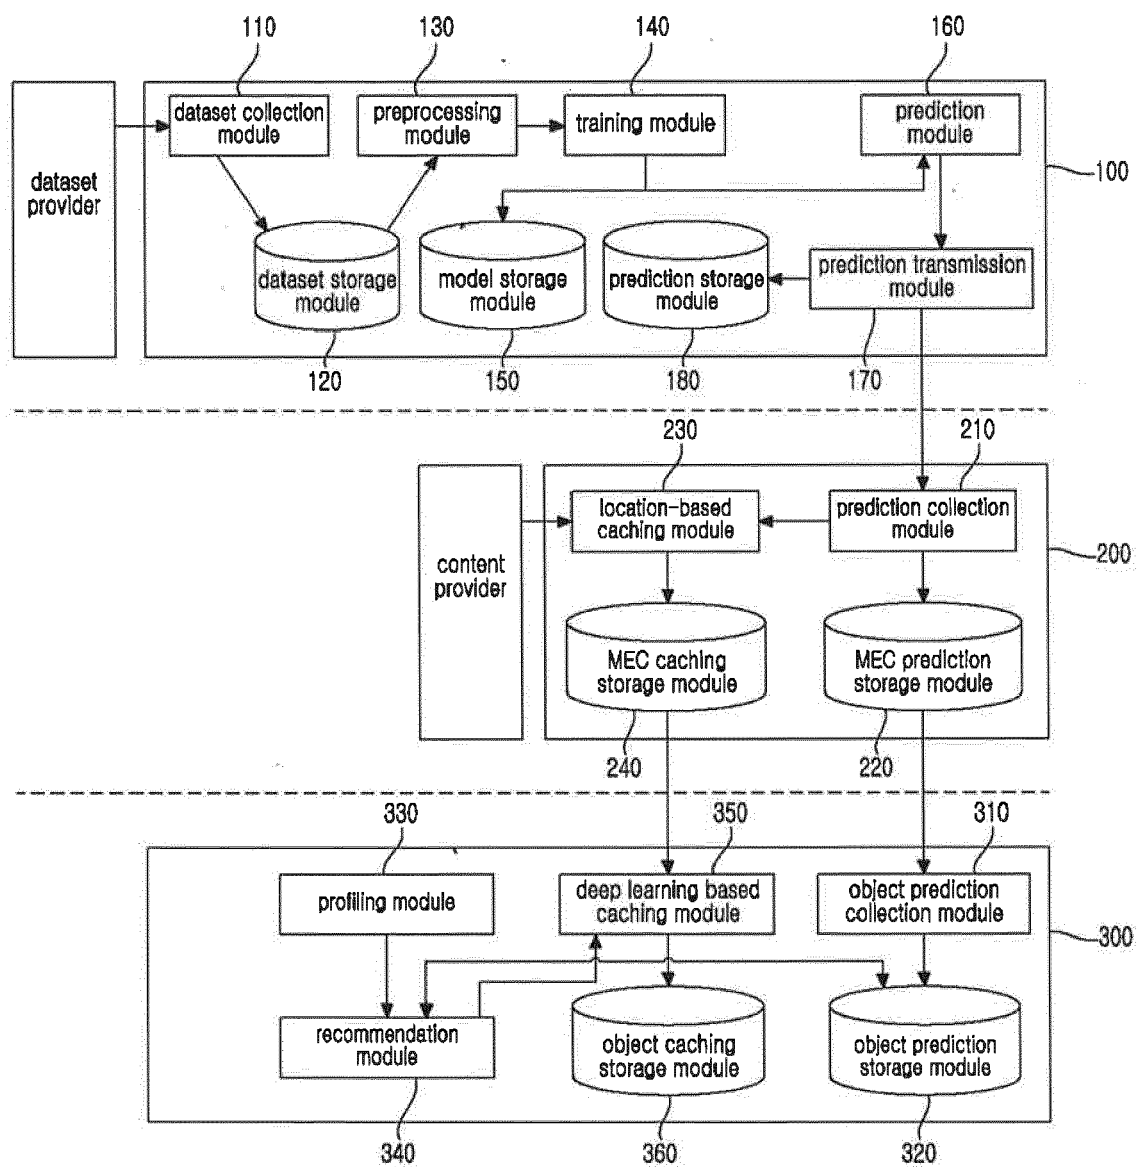 110
130
140
160
dataset collection
module
preprocessing
module
training module
prediction
module
100
dataset
provider
dataset storage
module
model storage
module
prediction storage
module
prediction transmission
module
120
150
180
170
230
210
location-based
caching module
prediction collection
module
200
content
provider
MEC caching
storage module
MEC prediction
storage module
240
220
330
350
310
profiling module
deep learning based
caching module
object prediction
collection module
300
recommendation
module
object caching
storage module
object prediction
storage module
340
360
320